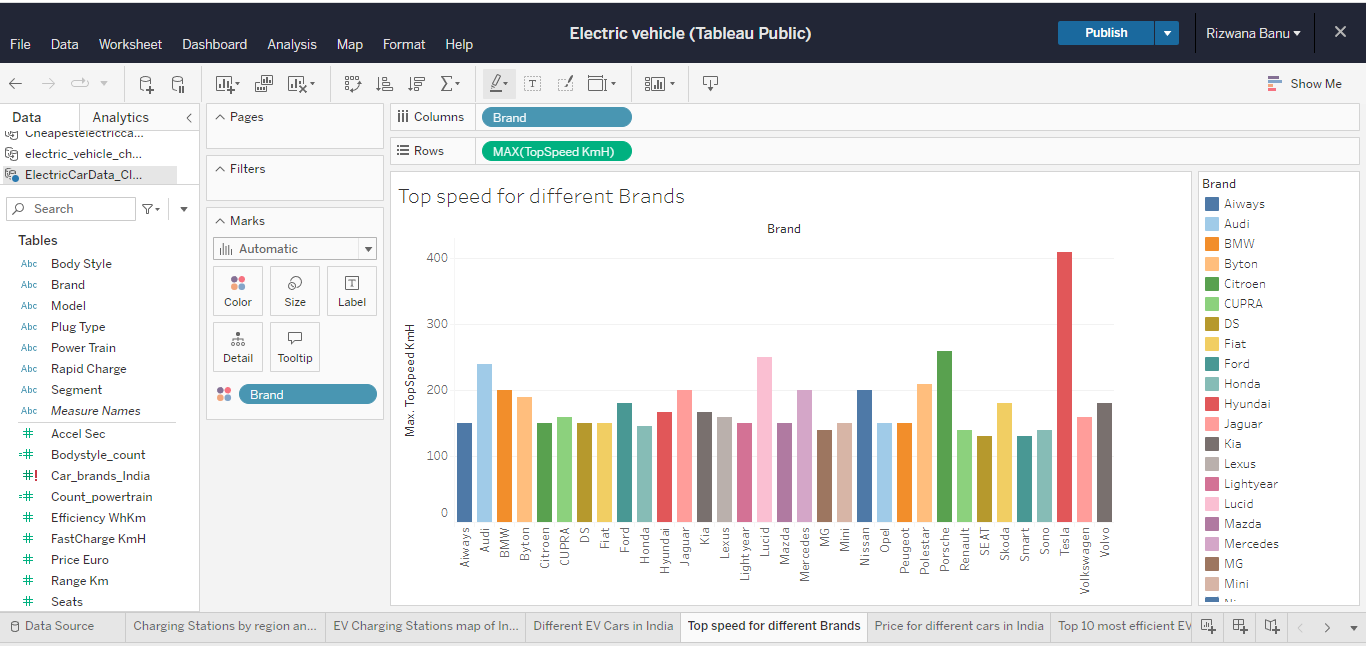 Electric vehicle (Tableau Public)
File Data Worksheet Dashboard Analysis Map Format Help
Publish
Rizwana Banu
Show Me
Data Analytics
Cheapestelectricca...
electric_vehicle_ch...
ElectricCarData_Cl...
Search
Tables
Abc Body Style
Abc Brand
Abc Model
Abc Plug Type
Abc Power Train
Abc Rapid Charge
Abc Segment
Abc Measure Names
Accel Sec
Bodystyle_count
Car_brands_India
Count_powertrain
Efficiency WhKm
FastCharge KmH
Price Euro
Range Km
Seats
Pages
Filters
Marks
Automatic
Color Size Label
Detail Tooltip
Brand
Columns Brand
Rows MAX(TopSpeed KmH)
Top speed for different Brands
Brand
Max. TopSpeed KmH
400
300
200
100
0
Aiways
Audi
BMW
Byton
Citroen
CUPRA
DS
Fiat
Ford
Honda
Hyundai
Jaguar
Kia
Lexus
Lightyear
Lucid
Mazda
Mercedes
MG
Mini
Nissan
Opel
Peugeot
Polestar
Porsche
Renault
SEAT
Skoda
Smart
Sono
Tesla
Volkswagen
Volvo
Brand
Aiways
Audi
BMW
Byton
Citroen
CUPRA
DS
Fiat
Ford
Honda
Hyundai
Jaguar
Kia
Lexus
Lightyear
Lucid
Mazda
Mercedes
MG
Mini
Data Source
Charging Stations by region an...
EV Charging Stations map of In...
Different EV Cars in India
Top speed for different Brands
Price for different cars in India
Top 10 most efficient EV